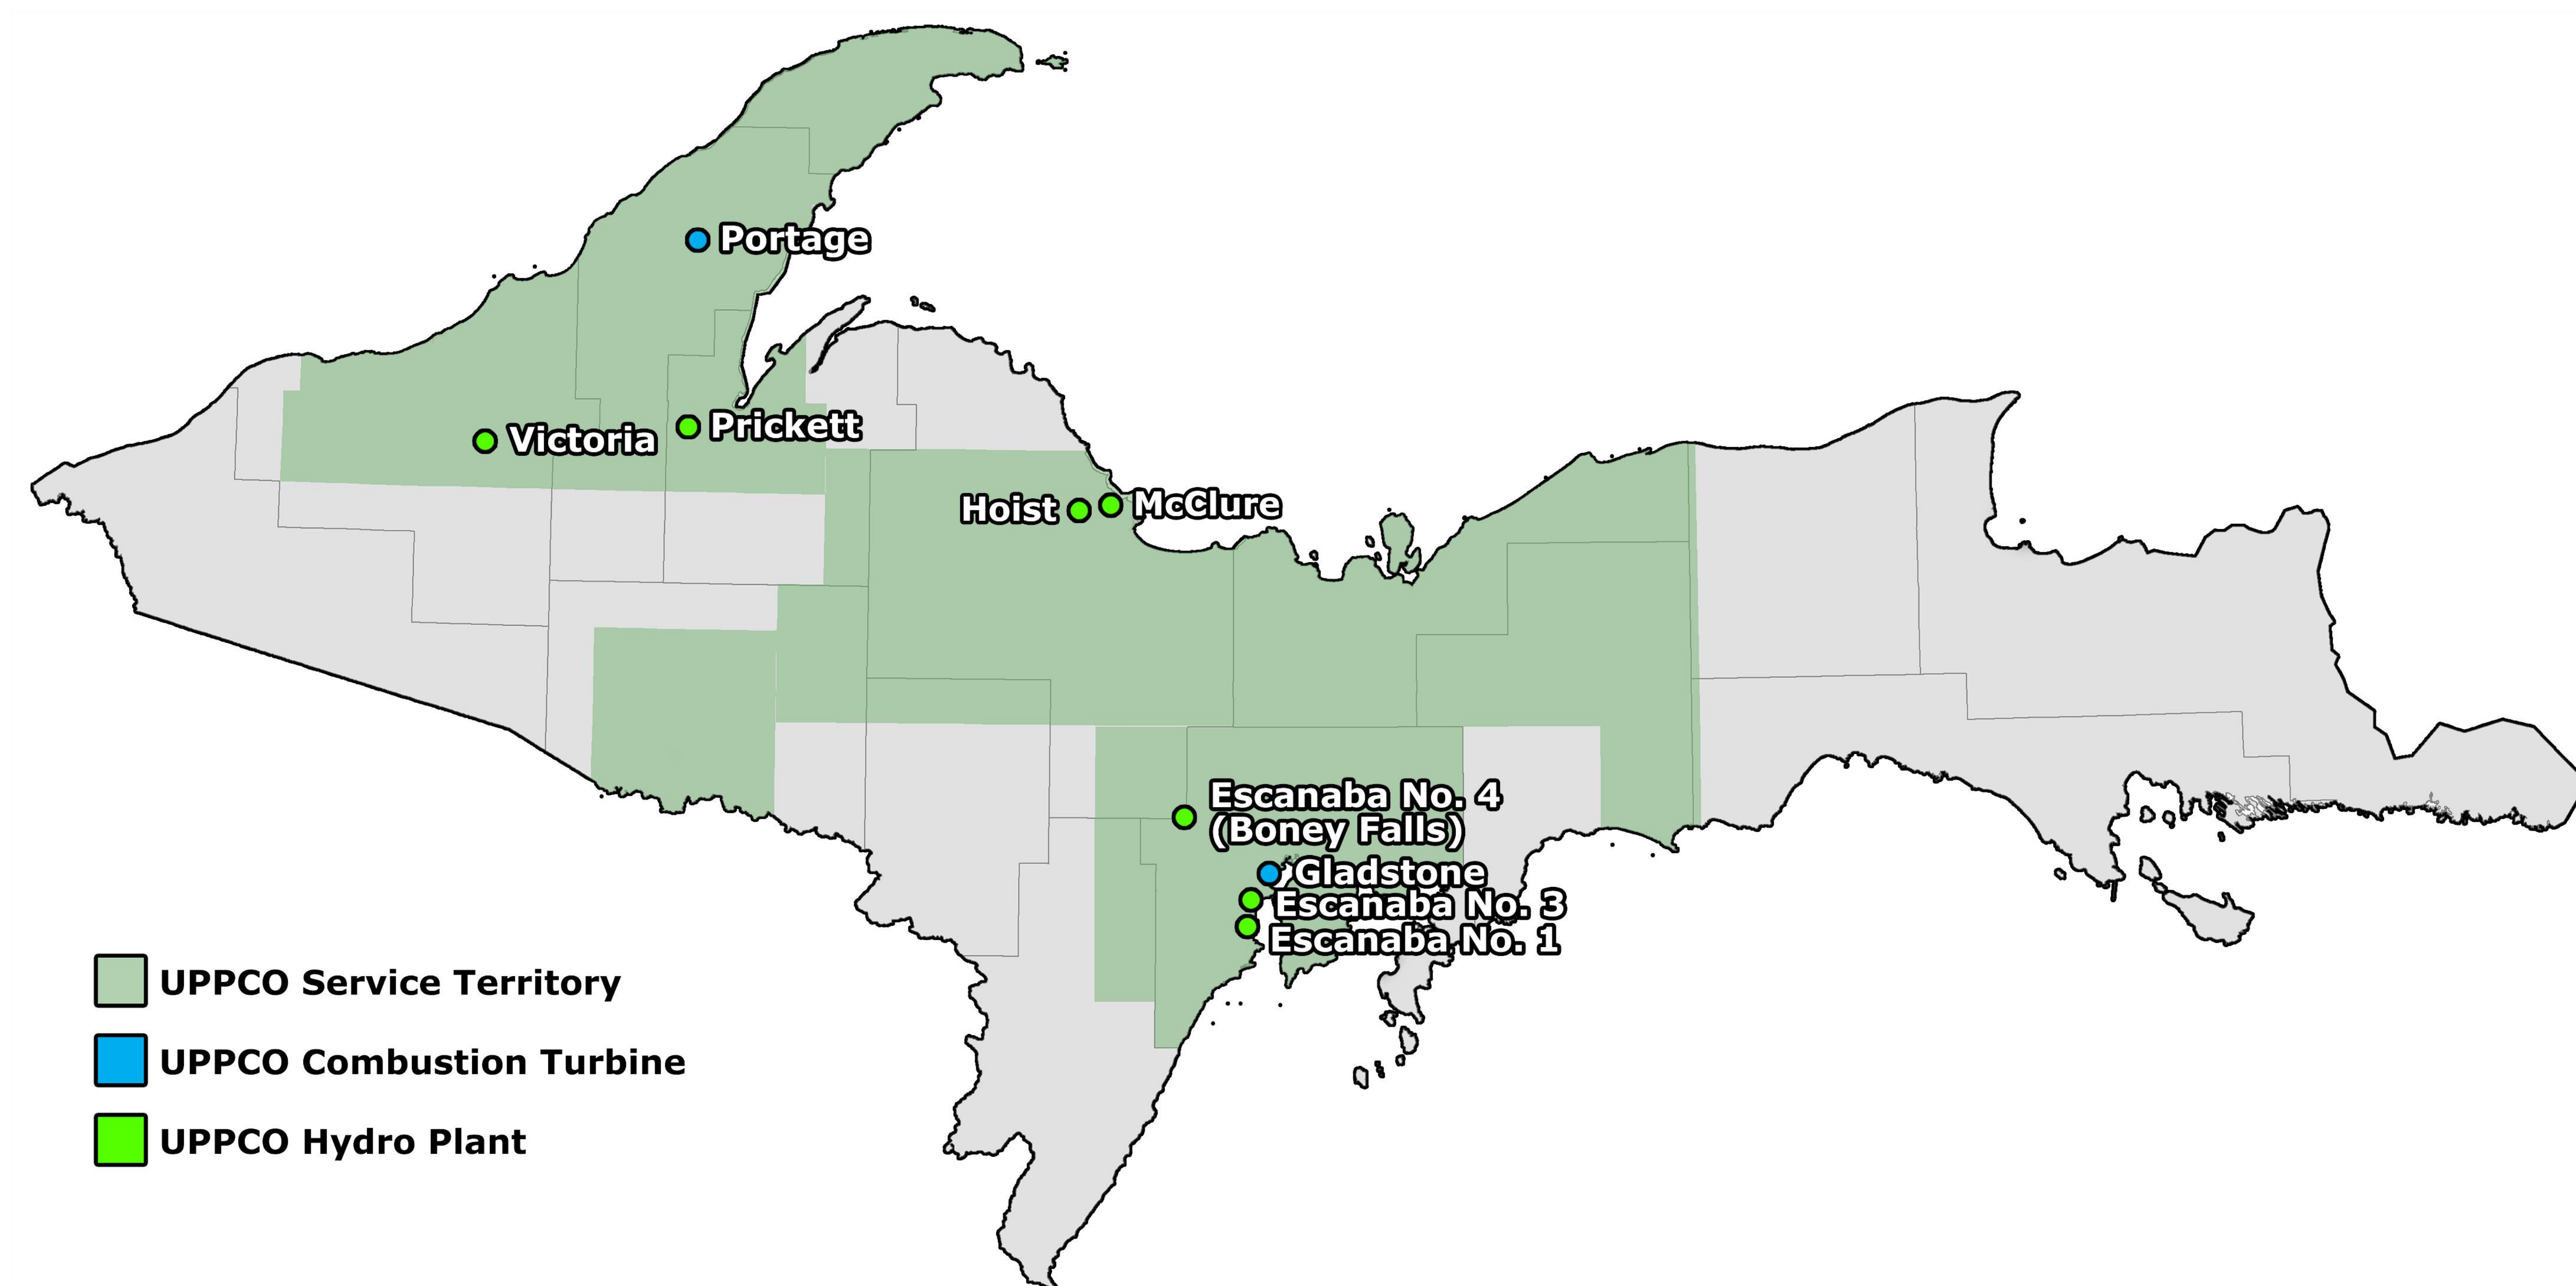 Portage
Prickett
Victoria
Hoist
McClure
Escanaba No. 4
(Boney Falls)
Gladstone
Escanaba No. 3
Escanaba No. 1
UPPCO Service Territory
UPPCO Combustion Turbine
UPPCO Hydro Plant